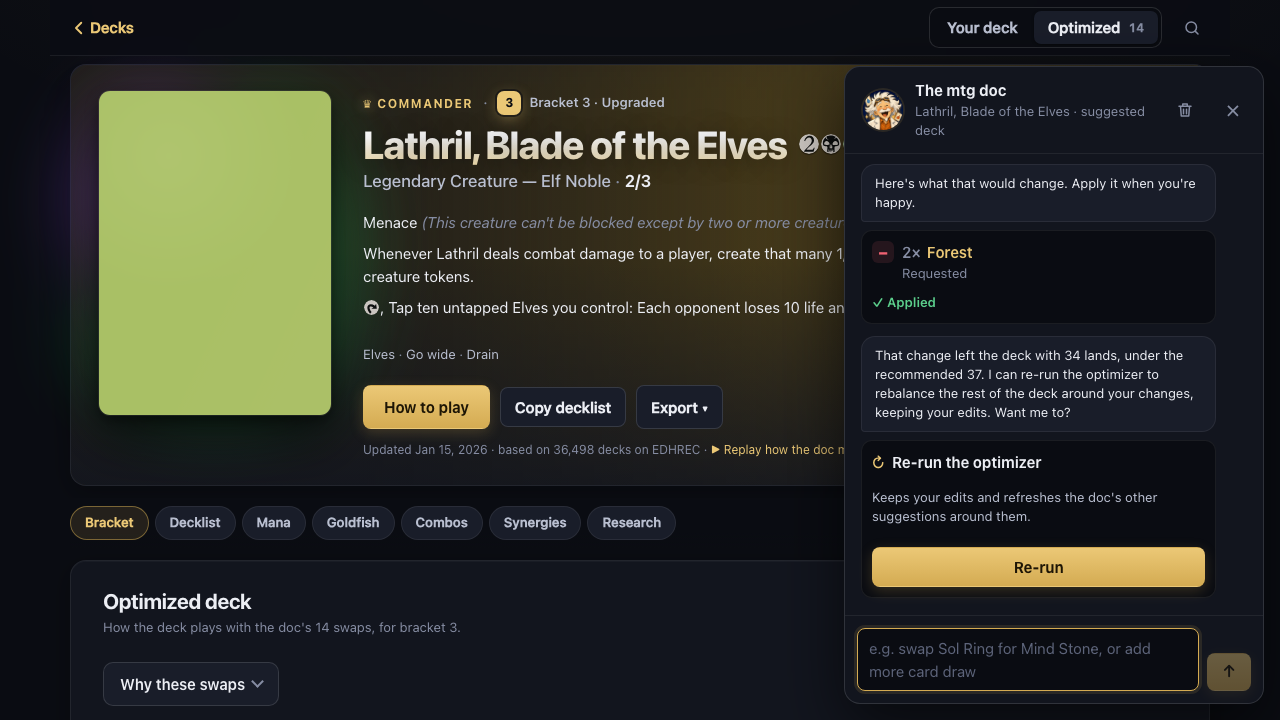 Decks
Your deck
Optimized 14
COMMANDER · 3 Bracket 3 · Upgraded
Lathril, Blade of the Elves 2
Legendary Creature — Elf Noble · 2/3
Menace (This creature can't be blocked except by two or more
Whenever Lathril deals combat damage to a player, create that many 1,
creature tokens.
, Tap ten untapped Elves you control: Each opponent loses 10 life
Elves · Go wide · Drain
How to play
Copy decklist
Export ▾
Updated Jan 15, 2026 · based on 36,498 decks on EDHREC · ▶ Replay how the doc
Bracket
Decklist
Mana
Goldfish
Combos
Synergies
Research
Optimized deck
How the deck plays with the doc's 14 swaps, for bracket 3.
Why these swaps
The mtg doc
Lathril, Blade of the Elves · suggested
deck
Here's what that would change. Apply it when you're
happy.
2× Forest
Requested
✓ Applied
That change left the deck with 34 lands, under the
recommended 37. I can re-run the optimizer to
rebalance the rest of the deck around your changes,
keeping your edits. Want me to?
↻ Re-run the optimizer
Keeps your edits and refreshes the doc's other
suggestions around them.
Re-run
e.g. swap Sol Ring for Mind Stone, or add
more card draw